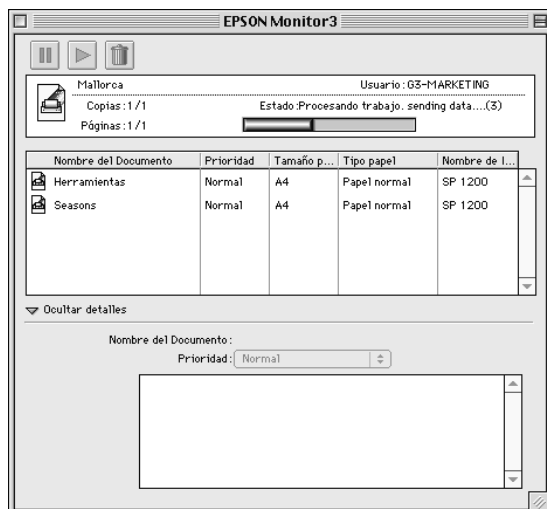 EPSON Monitor3
Mallorca Usuario : G3-MARKETING
Copias : 1 / 1 Estado :Procesando trabajo. sending data....(3)
Páginas : 1 / 1
Nombre del Documento Prioridad Tamaño p... Tipo papel Nombre de l...
Herramientas Normal A4 Papel normal SP 1200
Seasons Normal A4 Papel normal SP 1200
Ocultar detalles
Nombre del Documento :
Prioridad : Normal